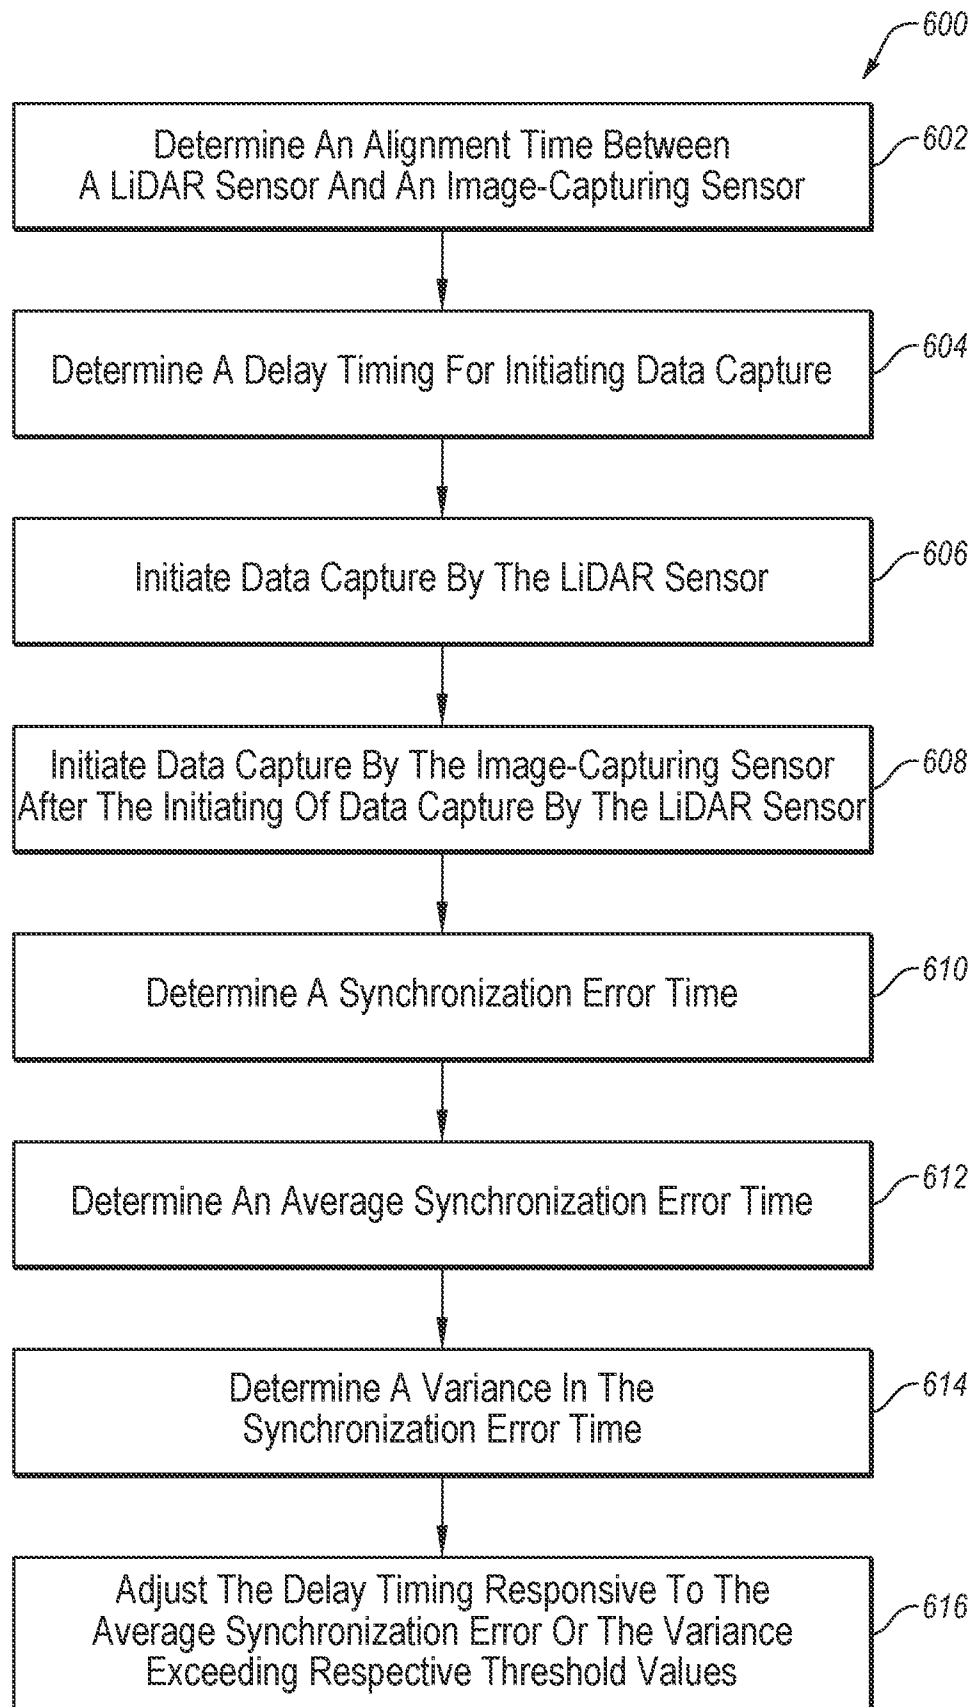 600
Determine An Alignment Time Between
A LiDAR Sensor And An Image-Capturing Sensor
602
Determine A Delay Timing For Initiating Data Capture
604
Initiate Data Capture By The LiDAR Sensor
606
Initiate Data Capture By The Image-Capturing Sensor
After The Initiating Of Data Capture By The LiDAR Sensor
608
Determine A Synchronization Error Time
610
Determine An Average Synchronization Error Time
612
Determine A Variance In The
Synchronization Error Time
614
Adjust The Delay Timing Responsive To The
Average Synchronization Error Or The Variance
Exceeding Respective Threshold Values
616